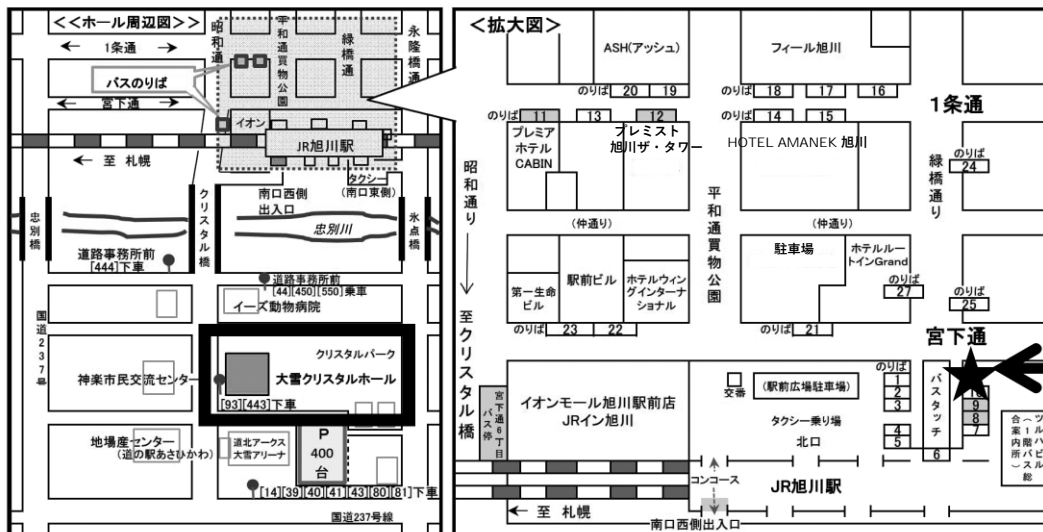 <<ホール周辺図>>
← 1条通 →
昭和通
平和通買物公園
緑橋通
永隆橋通
バスのりば
← 宮下通 →
イオン
JR旭川駅
← 至 札幌
タクシー
(南口東側)
南口西側
出入口
忠別橋
クリスタル橋
忠別川
氷点橋
道路事務所前
[444]下車
道路事務所前
[44][450][550]乗車
イーズ動物病院
国道237号
クリスタルパーク
大雪クリスタルホール
神楽市民交流センター
[93][443]下車
地場産センター
(道の駅あさひかわ)
道北アークス
大雪アリーナ
P
400
台
[14][39][40][41][43][80][81]下車
国道237号線
<拡大図>
ASH(アッシュ)
フィール旭川
のりば 20 19
のりば 18 17 16
のりば 11 13 12
のりば 14 15
1条通
プレミア
ホテル
CABIN
プレミスト
旭川ザ・タワー
HOTEL AMANEK 旭川
のりば
24
昭和通り
平和通買物公園
緑橋通り
(仲通り)
(仲通り)
第一生命
ビル
駅前ビル
ホテルウィン
グインターナ
ショナル
駐車場
ホテルルー
トインGrand
のりば
27
のりば
25
のりば 23 22
のりば 21
宮下通
至クリスタル橋
宮下通6丁目
バス停
イオンモール旭川駅前店
JRイン旭川
交番
(駅前広場駐車場)
タクシー乗り場
北口
のりば
1
2
3
4
5
バスタッチ
6
10
9
8
7
コンコース
JR旭川駅
← 至 札幌
南口西側出入口